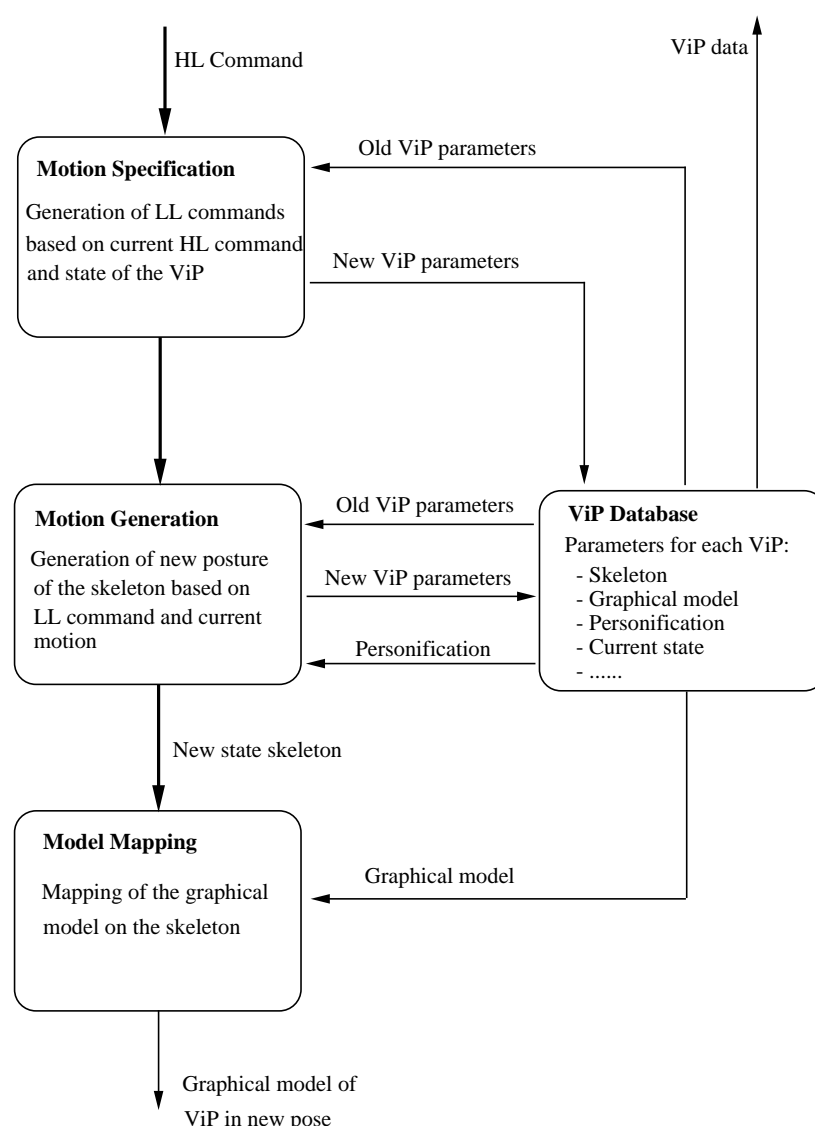 HL Command
ViP data
Motion Specification
Generation of LL commands
based on current HL command
and state of the ViP
Old ViP parameters
New ViP parameters
Motion Generation
Generation of new posture
of the skeleton based on
LL command and current
motion
Old ViP parameters
New ViP parameters
Personification
ViP Database
Parameters for each ViP:
- Skeleton
- Graphical model
- Personification
- Current state
- ......
New state skeleton
Model Mapping
Mapping of the graphical
model on the skeleton
Graphical model
Graphical model of
ViP in new pose